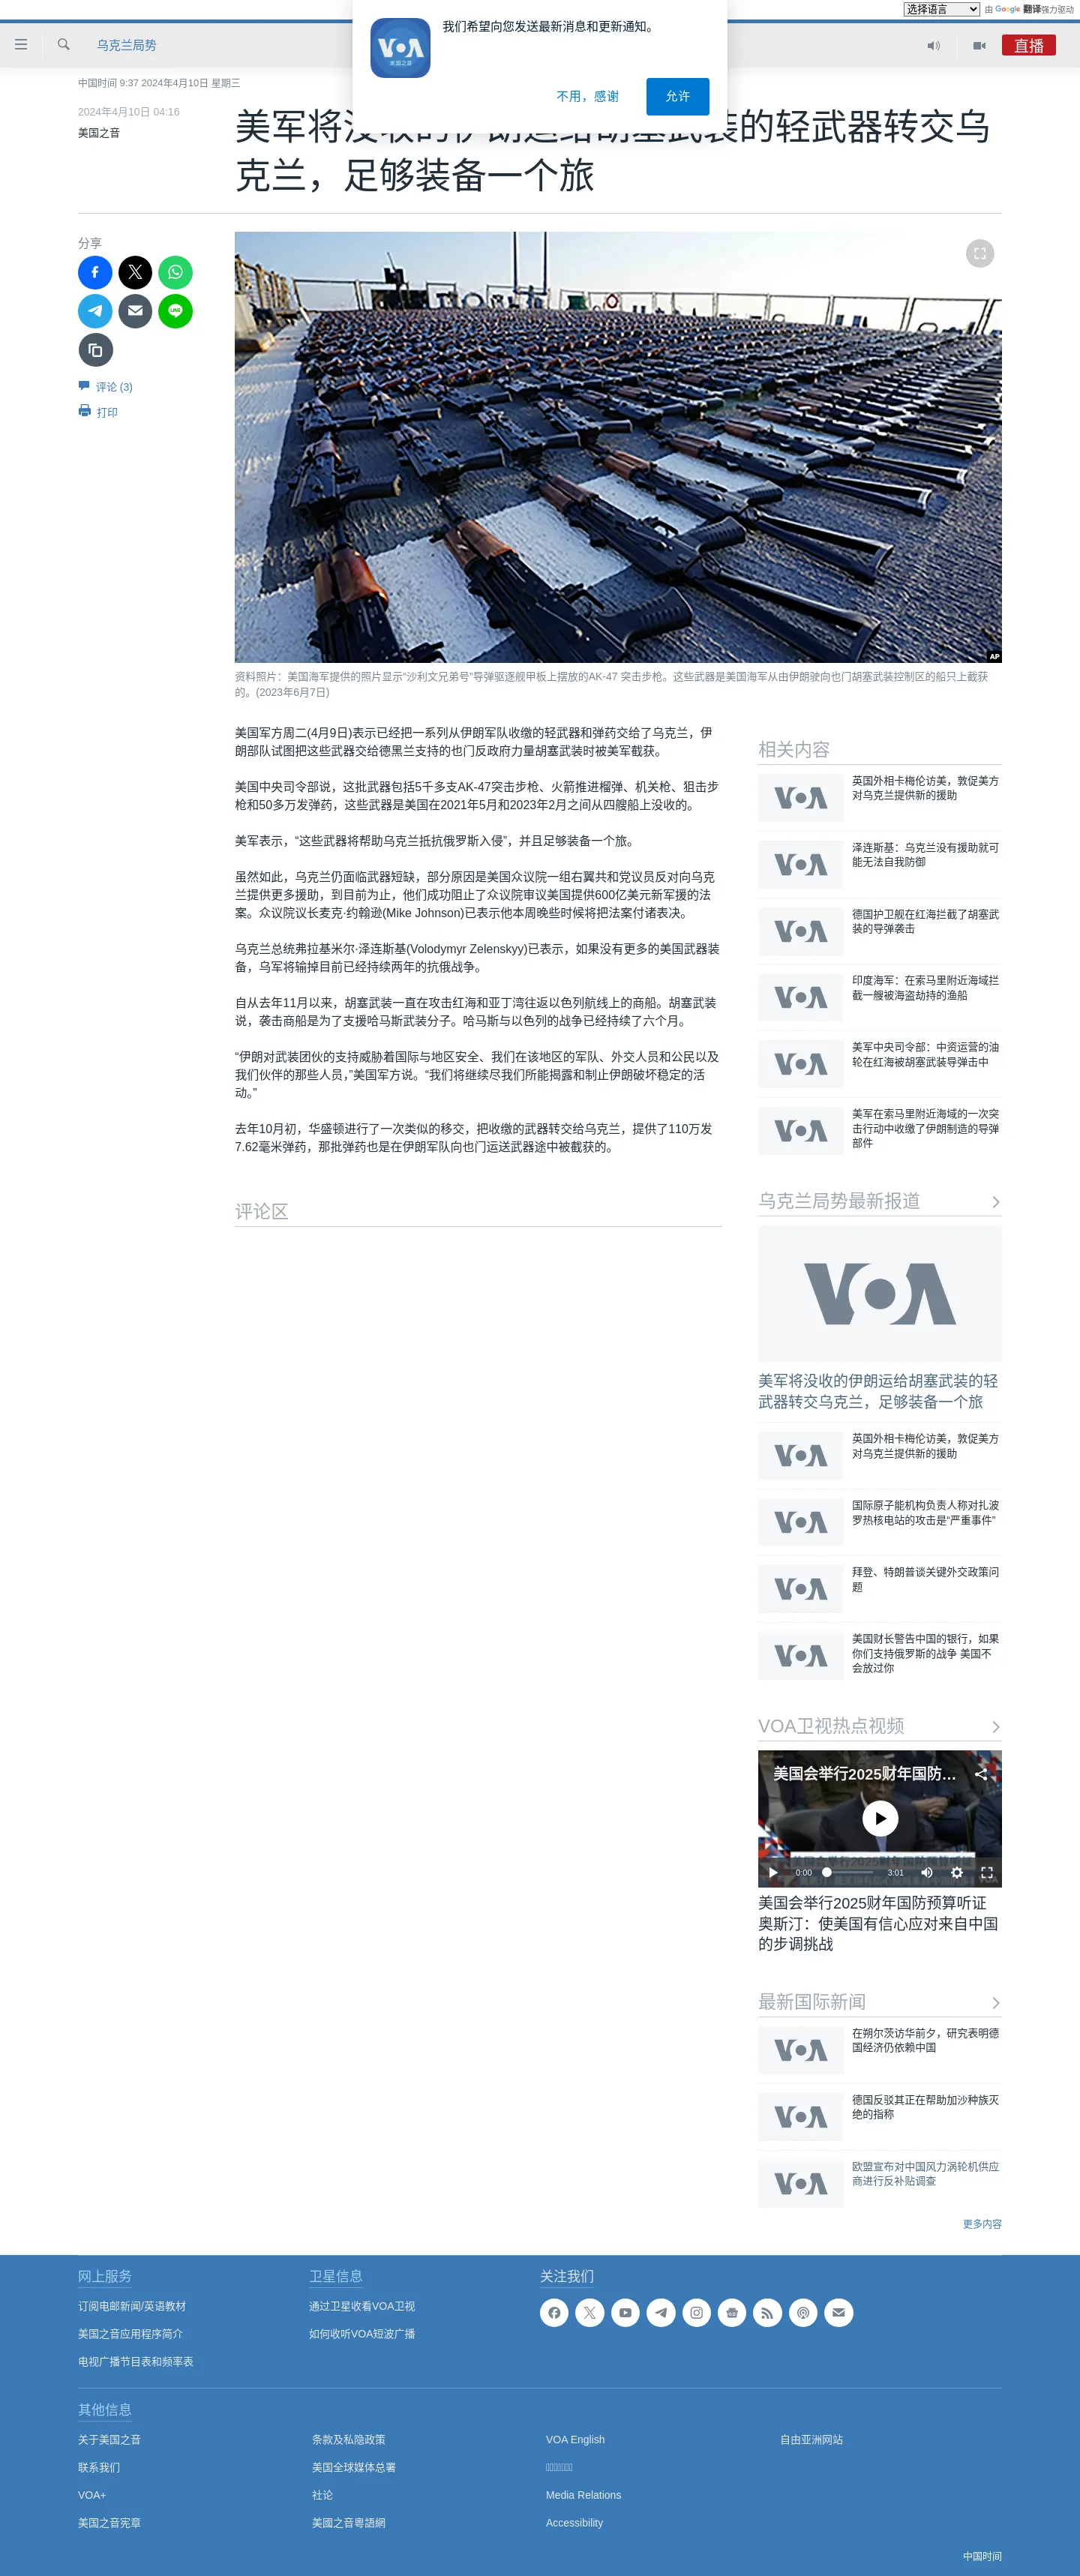 选择语言
由 Google 翻译强力驱动
乌克兰局势
直播
VOA
美国之音
我们希望向您发送最新消息和更新通知。
不用，感谢
允许
中国时间 9:37 2024年4月10日 星期三
2024年4月10日 04:16
美国之音
美军将没收的伊朗运给胡塞武装的轻武器转交乌
克兰，足够装备一个旅
分享
LINE
评论 (3)
打印
AP
资料照片：美国海军提供的照片显示“沙利文兄弟号”导弹驱逐舰甲板上摆放的AK-47 突击步枪。这些武器是美国海军从由伊朗驶向也门胡塞武装控制区的船只上截获
的。(2023年6月7日)
美国军方周二(4月9日)表示已经把一系列从伊朗军队收缴的轻武器和弹药交给了乌克兰，伊
朗部队试图把这些武器交给德黑兰支持的也门反政府力量胡塞武装时被美军截获。
美国中央司令部说，这批武器包括5千多支AK-47突击步枪、火箭推进榴弹、机关枪、狙击步
枪和50多万发弹药，这些武器是美国在2021年5月和2023年2月之间从四艘船上没收的。
美军表示，“这些武器将帮助乌克兰抵抗俄罗斯入侵”，并且足够装备一个旅。
虽然如此，乌克兰仍面临武器短缺，部分原因是美国众议院一组右翼共和党议员反对向乌克
兰提供更多援助，到目前为止，他们成功阻止了众议院审议美国提供600亿美元新军援的法
案。众议院议长麦克·约翰逊(Mike Johnson)已表示他本周晚些时候将把法案付诸表决。
乌克兰总统弗拉基米尔·泽连斯基(Volodymyr Zelenskyy)已表示，如果没有更多的美国武器装
备，乌军将输掉目前已经持续两年的抗俄战争。
自从去年11月以来，胡塞武装一直在攻击红海和亚丁湾往返以色列航线上的商船。胡塞武装
说，袭击商船是为了支援哈马斯武装分子。哈马斯与以色列的战争已经持续了六个月。
“伊朗对武装团伙的支持威胁着国际与地区安全、我们在该地区的军队、外交人员和公民以及
我们伙伴的那些人员，”美国军方说。“我们将继续尽我们所能揭露和制止伊朗破坏稳定的活
动。”
去年10月初，华盛顿进行了一次类似的移交，把收缴的武器转交给乌克兰，提供了110万发
7.62毫米弹药，那批弹药也是在伊朗军队向也门运送武器途中被截获的。
评论区
相关内容
VOA
英国外相卡梅伦访美，敦促美方
对乌克兰提供新的援助
VOA
泽连斯基：乌克兰没有援助就可
能无法自我防御
VOA
德国护卫舰在红海拦截了胡塞武
装的导弹袭击
VOA
印度海军：在索马里附近海域拦
截一艘被海盗劫持的渔船
VOA
美军中央司令部：中资运营的油
轮在红海被胡塞武装导弹击中
VOA
美军在索马里附近海域的一次突
击行动中收缴了伊朗制造的导弹
部件
乌克兰局势最新报道
VOA
美军将没收的伊朗运给胡塞武装的轻
武器转交乌克兰，足够装备一个旅
VOA
英国外相卡梅伦访美，敦促美方
对乌克兰提供新的援助
VOA
国际原子能机构负责人称对扎波
罗热核电站的攻击是“严重事件”
VOA
拜登、特朗普谈关键外交政策问
题
VOA
美国财长警告中国的银行，如果
你们支持俄罗斯的战争 美国不
会放过你
VOA卫视热点视频
美国会举行2025财年国防...
0:00
3:01
美国会举行2025财年国防预算听证
奥斯汀：使美国有信心应对来自中国
的步调挑战
最新国际新闻
VOA
在朔尔茨访华前夕，研究表明德
国经济仍依赖中国
VOA
德国反驳其正在帮助加沙种族灭
绝的指称
VOA
欧盟宣布对中国风力涡轮机供应
商进行反补贴调查
更多内容
网上服务
订阅电邮新闻/英语教材
美国之音应用程序简介
电视广播节目表和频率表
卫星信息
通过卫星收看VOA卫视
如何收听VOA短波广播
关注我们
其他信息
关于美国之音
联系我们
VOA+
美国之音宪章
条款及私隐政策
美国全球媒体总署
社论
美國之音粵語網
VOA English
Media Relations
Accessibility
自由亚洲网站
中国时间